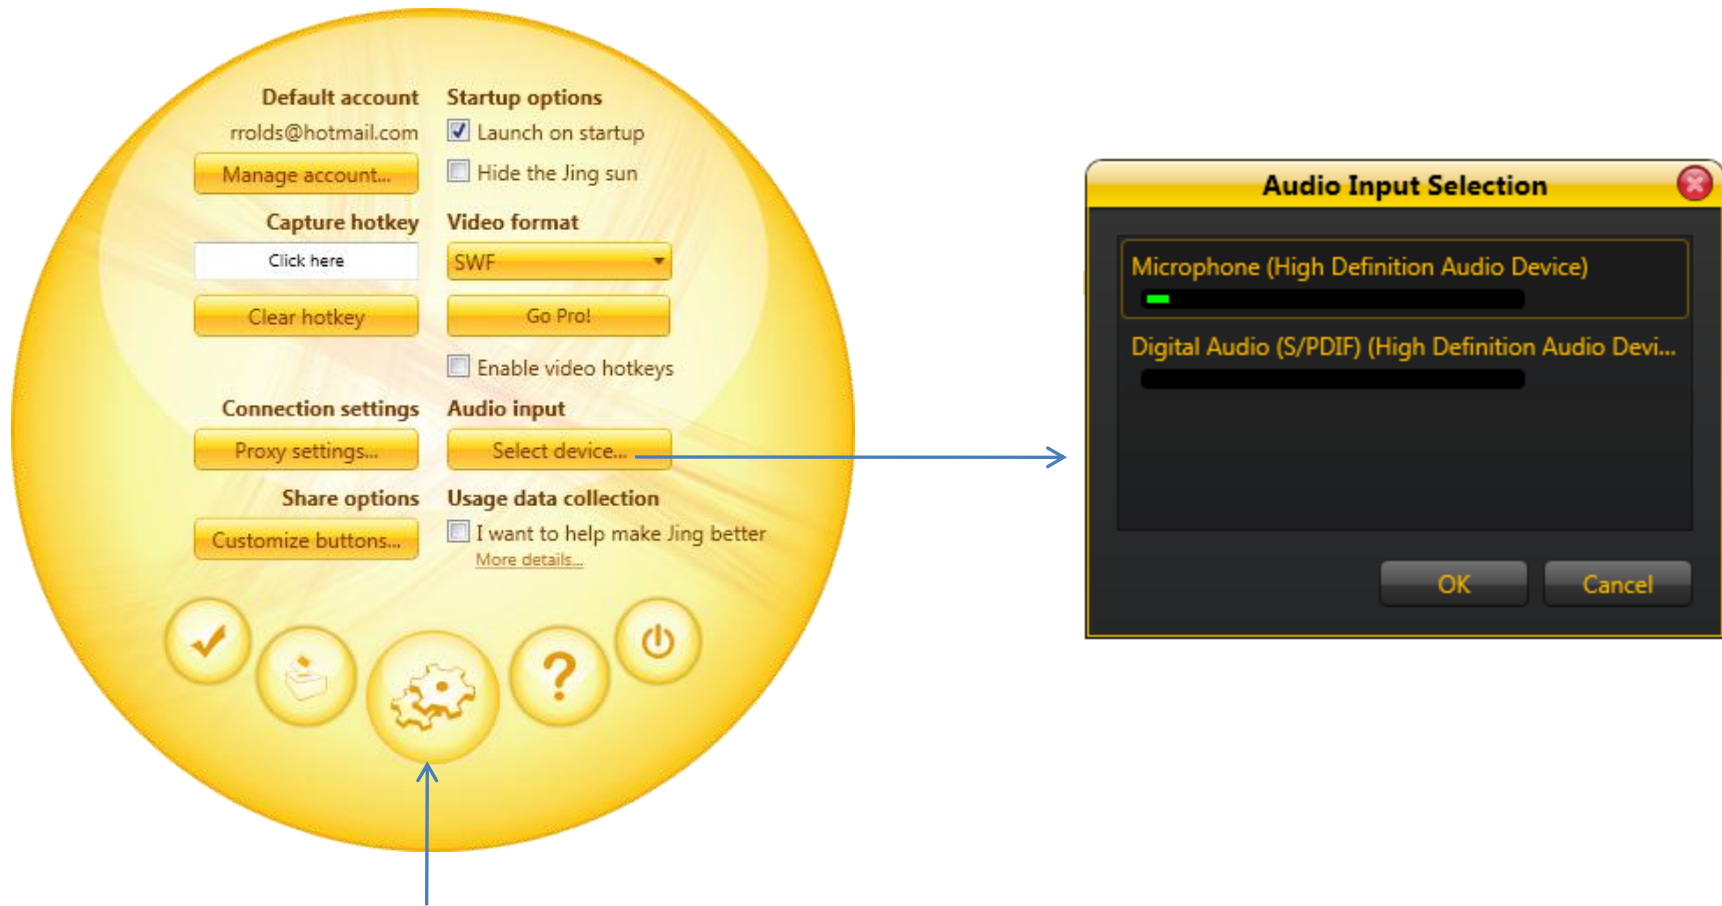 Default account
rrolds@hotmail.com
Manage account...
Capture hotkey
Click here
Clear hotkey
Connection settings
Proxy settings...
Share options
Customize buttons...
Startup options
Launch on startup
Hide the Jing sun
Video format
SWF
Go Pro!
Enable video hotkeys
Audio input
Select device...
Usage data collection
I want to help make Jing better
More details...
?
Audio Input Selection
Microphone (High Definition Audio Device)
Digital Audio (S/PDIF) (High Definition Audio Devi...
OK
Cancel